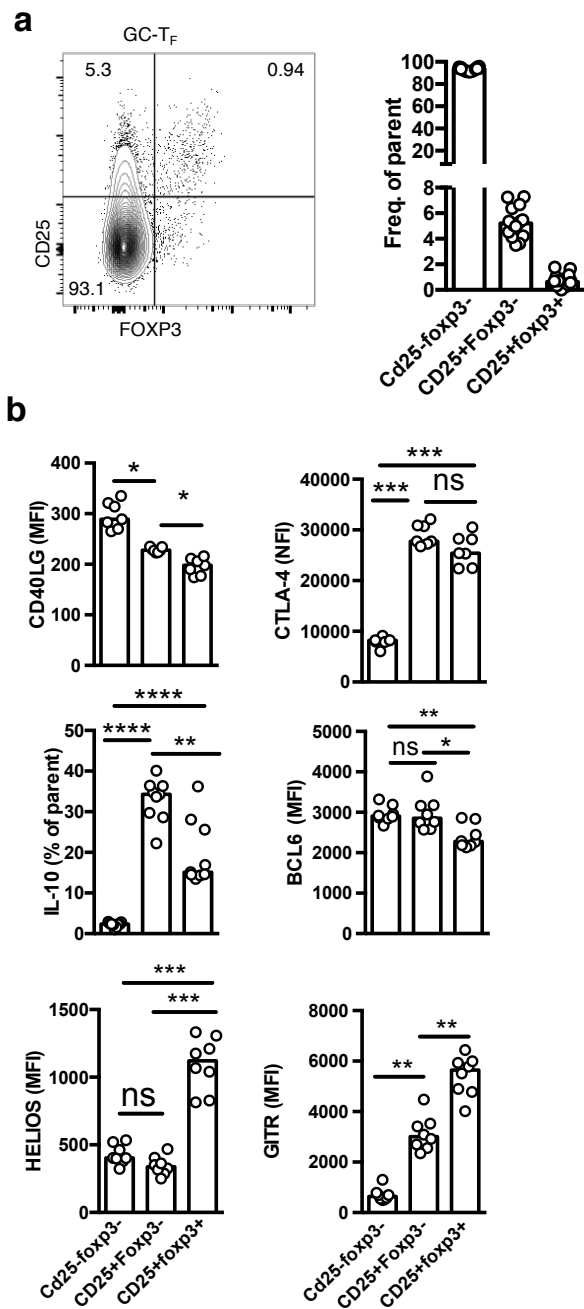 a
GC-TF
5.3
0.94
93.1
CD25
FOXP3
Freq. of parent
100
80
60
40
20
8
6
4
2
0
Cd25-foxp3-
CD25+Foxp3-
CD25+foxp3+
b
CD40LG (MFI)
400
300
200
100
0
*
*
CTLA-4 (NFI)
40000
30000
20000
10000
0
***
***
ns
IL-10 (% of parent)
50
40
30
20
10
0
****
****
**
BCL6 (MFI)
5000
4000
3000
2000
1000
0
**
ns
*
HELIOS (MFI)
1500
1000
500
0
***
***
ns
Cd25-foxp3-
CD25+Foxp3-
CD25+foxp3+
GITR (MFI)
8000
6000
4000
2000
0
**
**
Cd25-foxp3-
CD25+Foxp3-
CD25+foxp3+